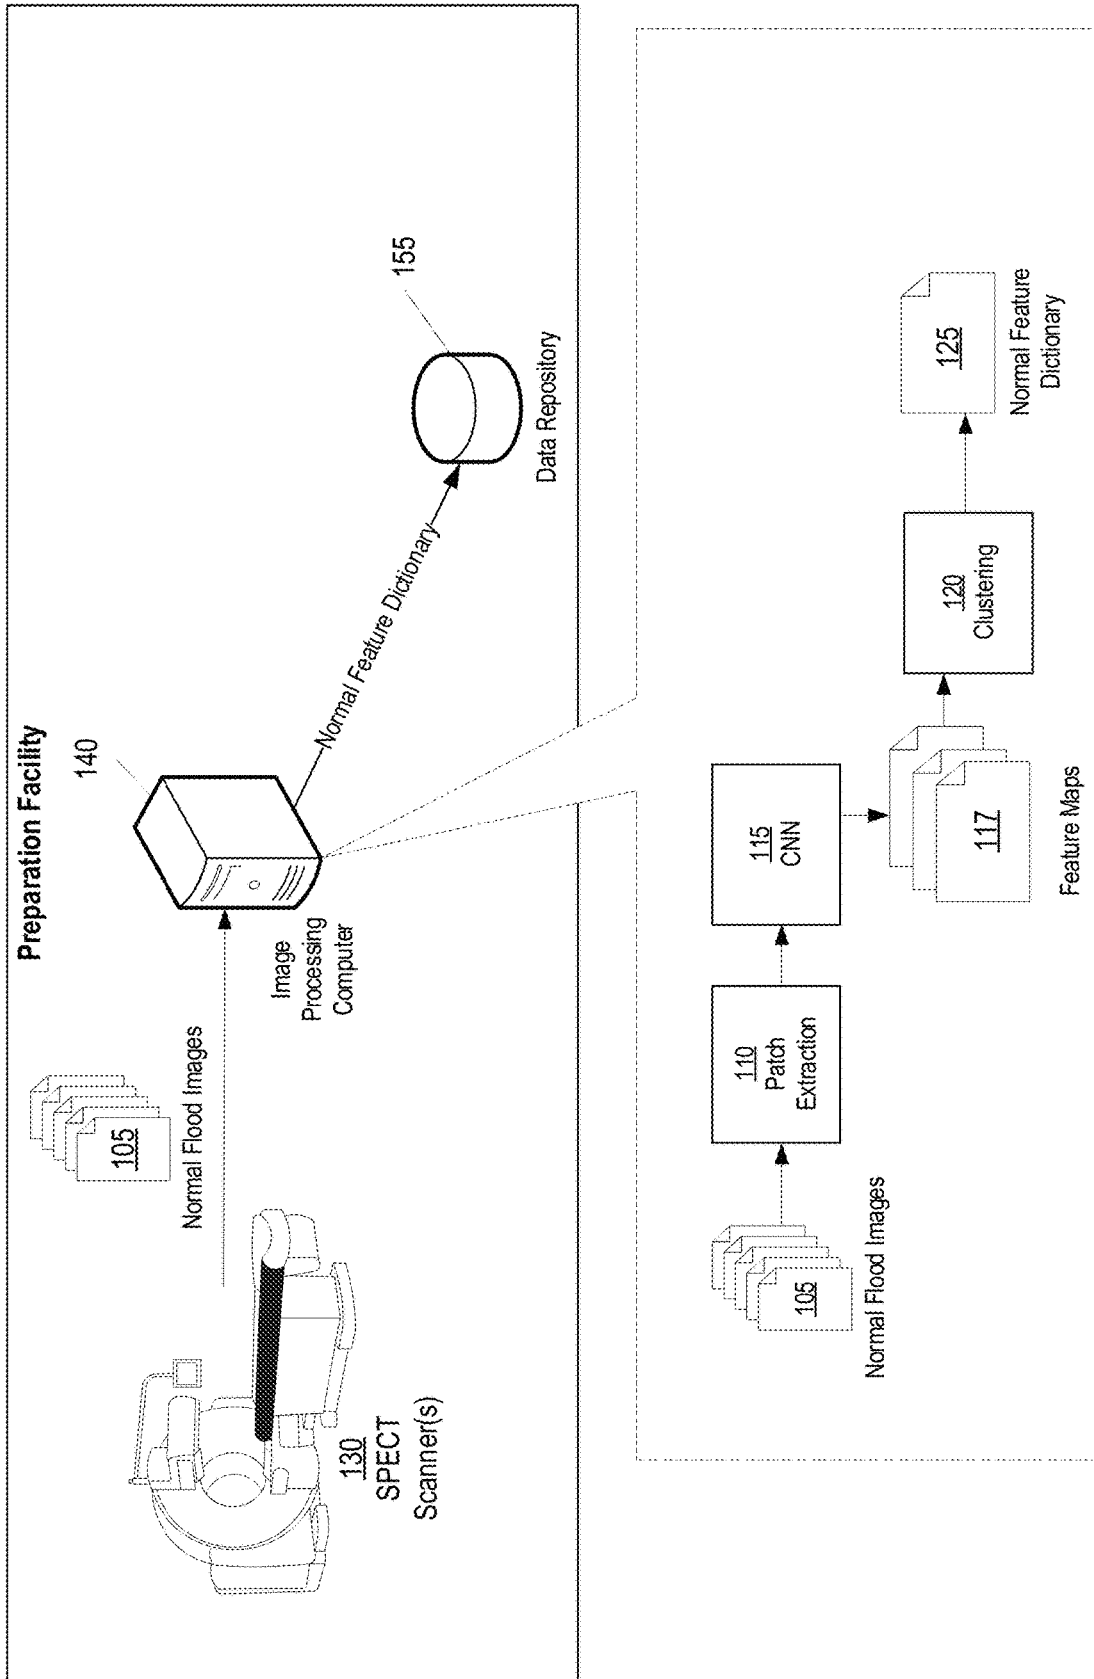 Preparation Facility
130
SPECT
Scanner(s)
105
Normal Flood Images
140
Image
Processing
Computer
Normal Feature Dictionary
155
Data Repository
105
Normal Flood Images
110
Patch
Extraction
115
CNN
117
Feature Maps
120
Clustering
125
Normal Feature
Dictionary